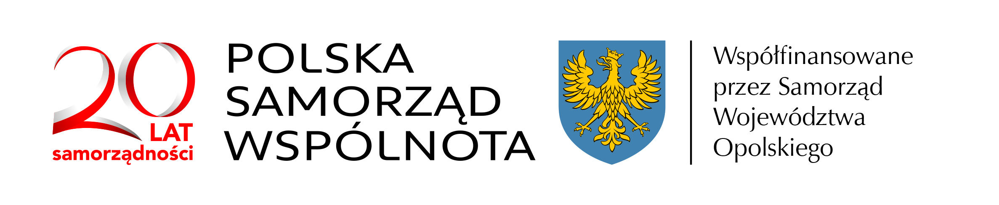 20
LAT
samorządności
POLSKA
SAMORZĄD
WSPÓLNOTA
Współfinansowane
przez Samorząd
Województwa
Opolskiego